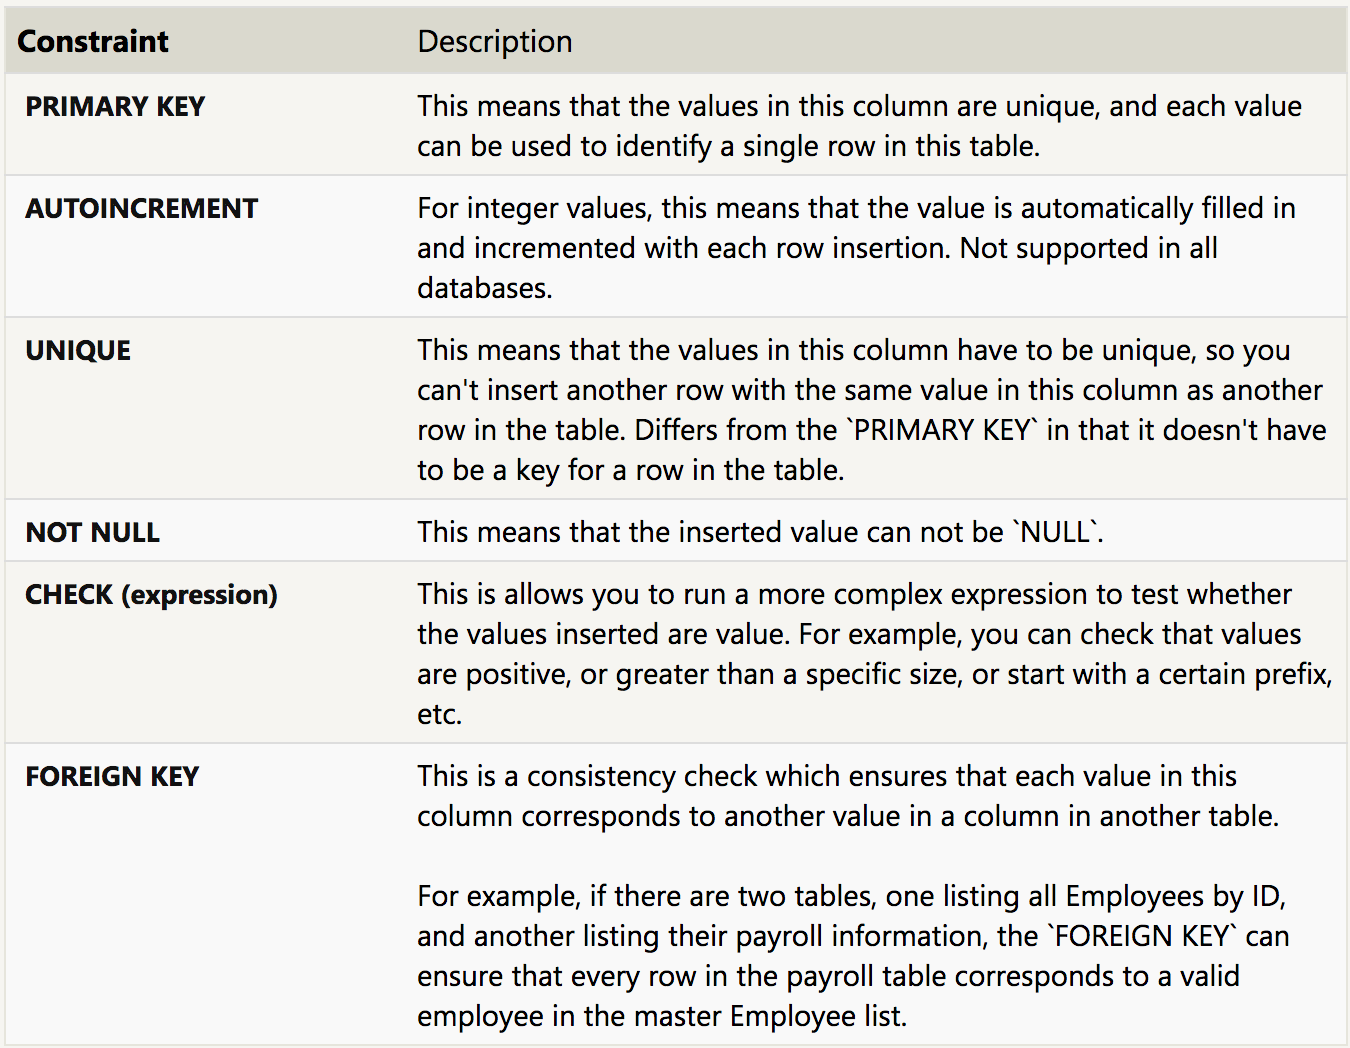 Constraint Description
PRIMARY KEY This means that the values in this column are unique, and each value
can be used to identify a single row in this table.
AUTOINCREMENT For integer values, this means that the value is automatically filled in
and incremented with each row insertion. Not supported in all
databases.
UNIQUE This means that the values in this column have to be unique, so you
can't insert another row with the same value in this column as another
row in the table. Differs from the `PRIMARY KEY` in that it doesn't have
to be a key for a row in the table.
NOT NULL This means that the inserted value can not be `NULL`.
CHECK (expression) This is allows you to run a more complex expression to test whether
the values inserted are value. For example, you can check that values
are positive, or greater than a specific size, or start with a certain prefix,
etc.
FOREIGN KEY This is a consistency check which ensures that each value in this
column corresponds to another value in a column in another table.
For example, if there are two tables, one listing all Employees by ID,
and another listing their payroll information, the `FOREIGN KEY` can
ensure that every row in the payroll table corresponds to a valid
employee in the master Employee list.